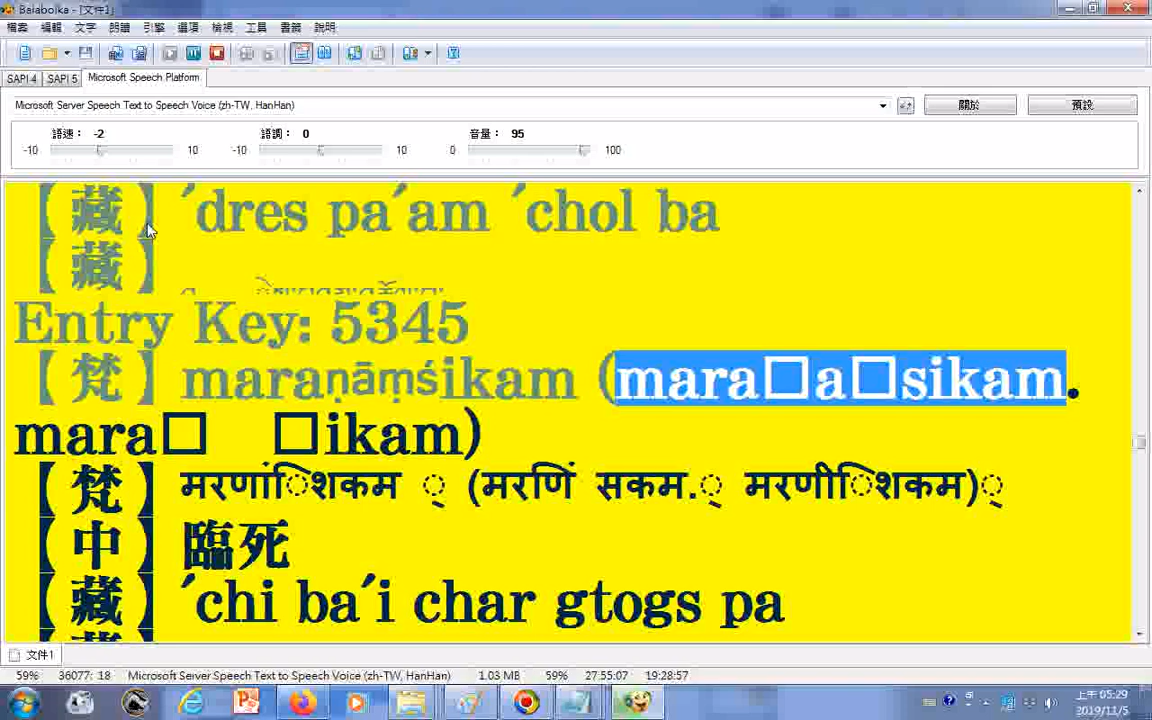 Balabolka - [文件1]
檔案 編輯 文字 朗讀 引擎 選項 檢視 工具 書籤 說明
SAPI 4 SAPI 5 Microsoft Speech Platform
Microsoft Server Speech Text to Speech Voice (zh-TW, HanHan) 關於 預設
語速： -2 語調： 0 音量： 95
-10 10 -10 10 0 100
【藏】 ′dres pa′am ′chol ba
【藏】
Entry Key: 5345
【梵】 maraṇāṃśikam (mara□a□sikam.
mara□ □ikam)
【梵】 मरणांिशकम ् (मरणिं सकम.् मरणीिशकम)्
【中】 臨死
【藏】 ′chi ba′i char gtogs pa
文件1
59% 36077: 18 Microsoft Server Speech Text to Speech Voice (zh-TW, HanHan) 1.03 MB 59% 27:55:07 19:28:57
上午 05:29
2019/11/5